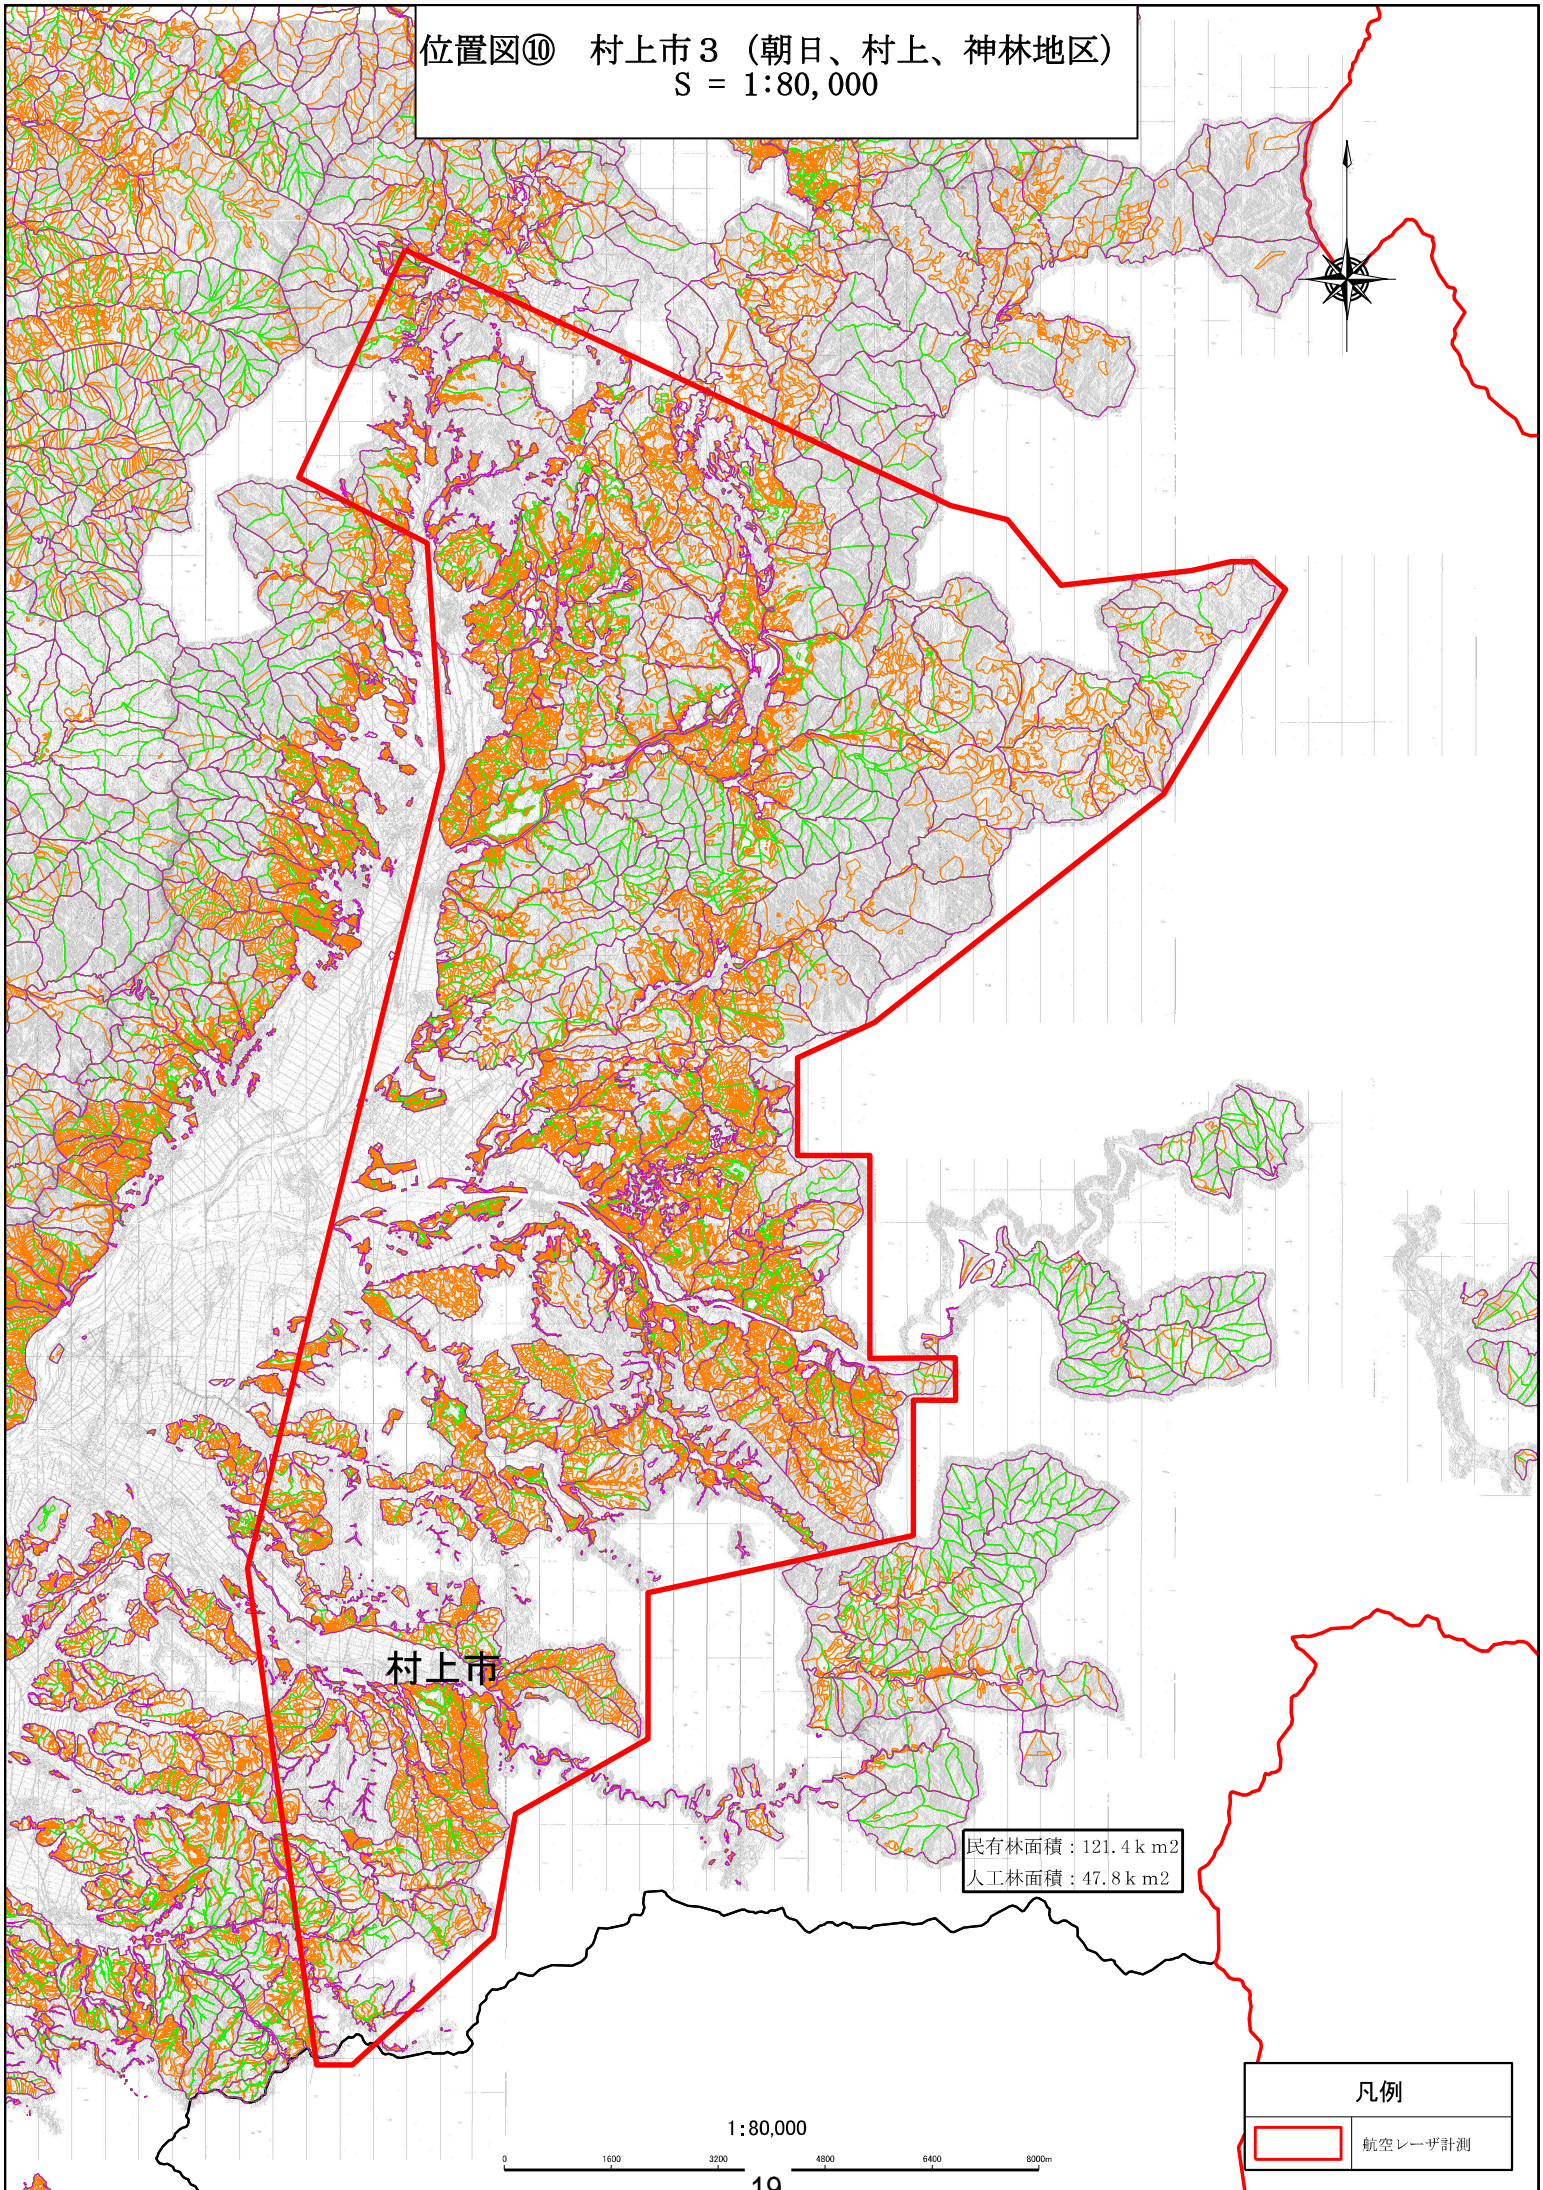 位置図⑩　村上市３（朝日、村上、神林地区）
S = 1:80,000
村上市
民有林面積：121.4ｋｍ2
人工林面積：47.8ｋｍ2
凡例
航空レーザ計測
1:80,000
0 1600 3200 4800 6400 8000m
19